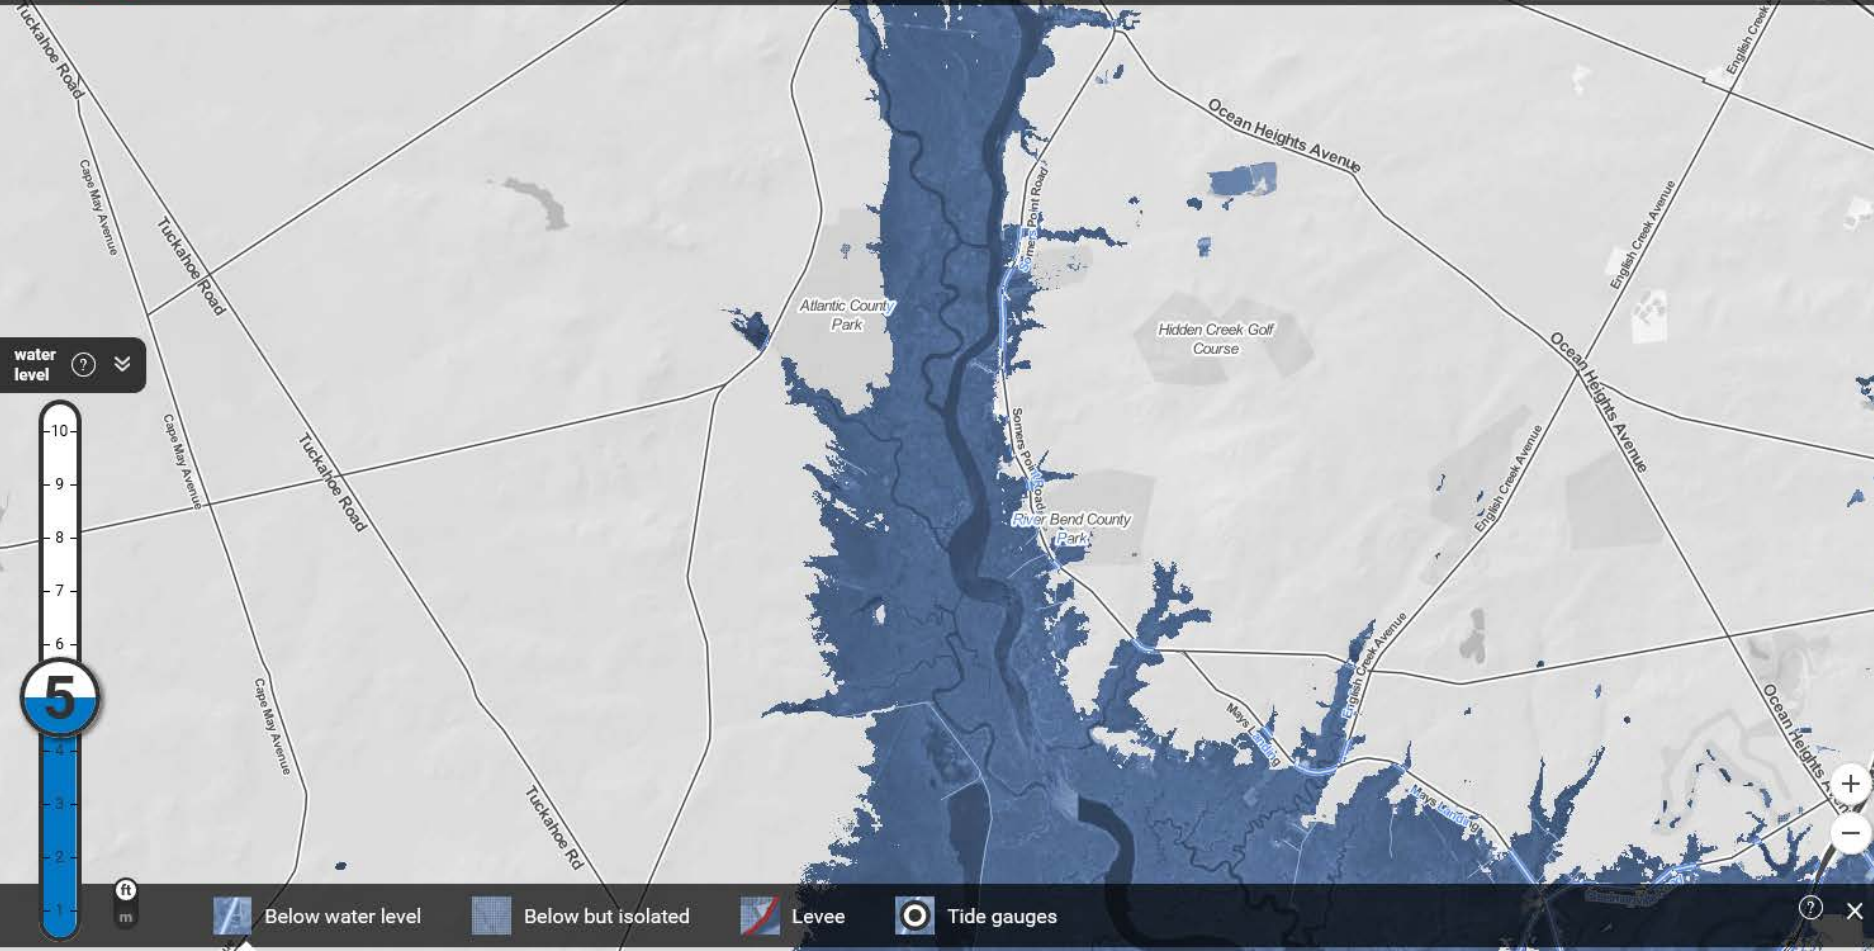 Tuckahoe Road
English Creek
Ocean Heights Avenue
Cape May Avenue
Somers Point Road
English Creek Avenue
Tuckahoe Road
Atlantic County
Park
Hidden Creek Golf
Course
water
level
?
Ocean Heights Avenue
10
9
8
7
6
5
4
3
2
1
Cape May Avenue
Tuckahoe Road
Somers Point Road
English Creek Avenue
River Bend County
Park
English Creek Avenue
Cape May Avenue
Mays Landing
Ocean Heights Aven
Mays Landing
Tuckahoe Rd
+
−
ft
m
Below water level
Below but isolated
Levee
Tide gauges
?